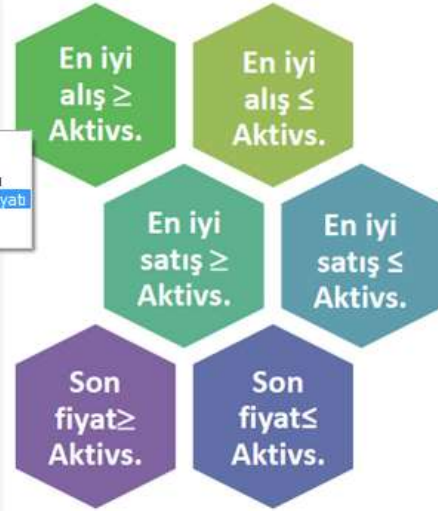 En iyi
alış ≥
Aktivs.
En iyi
alış ≤
Aktivs.
En iyi
satış ≥
Aktivs.
En iyi
satış ≤
Aktivs.
Son
fiyat≥
Aktivs.
Son
fiyat≤
Aktivs.